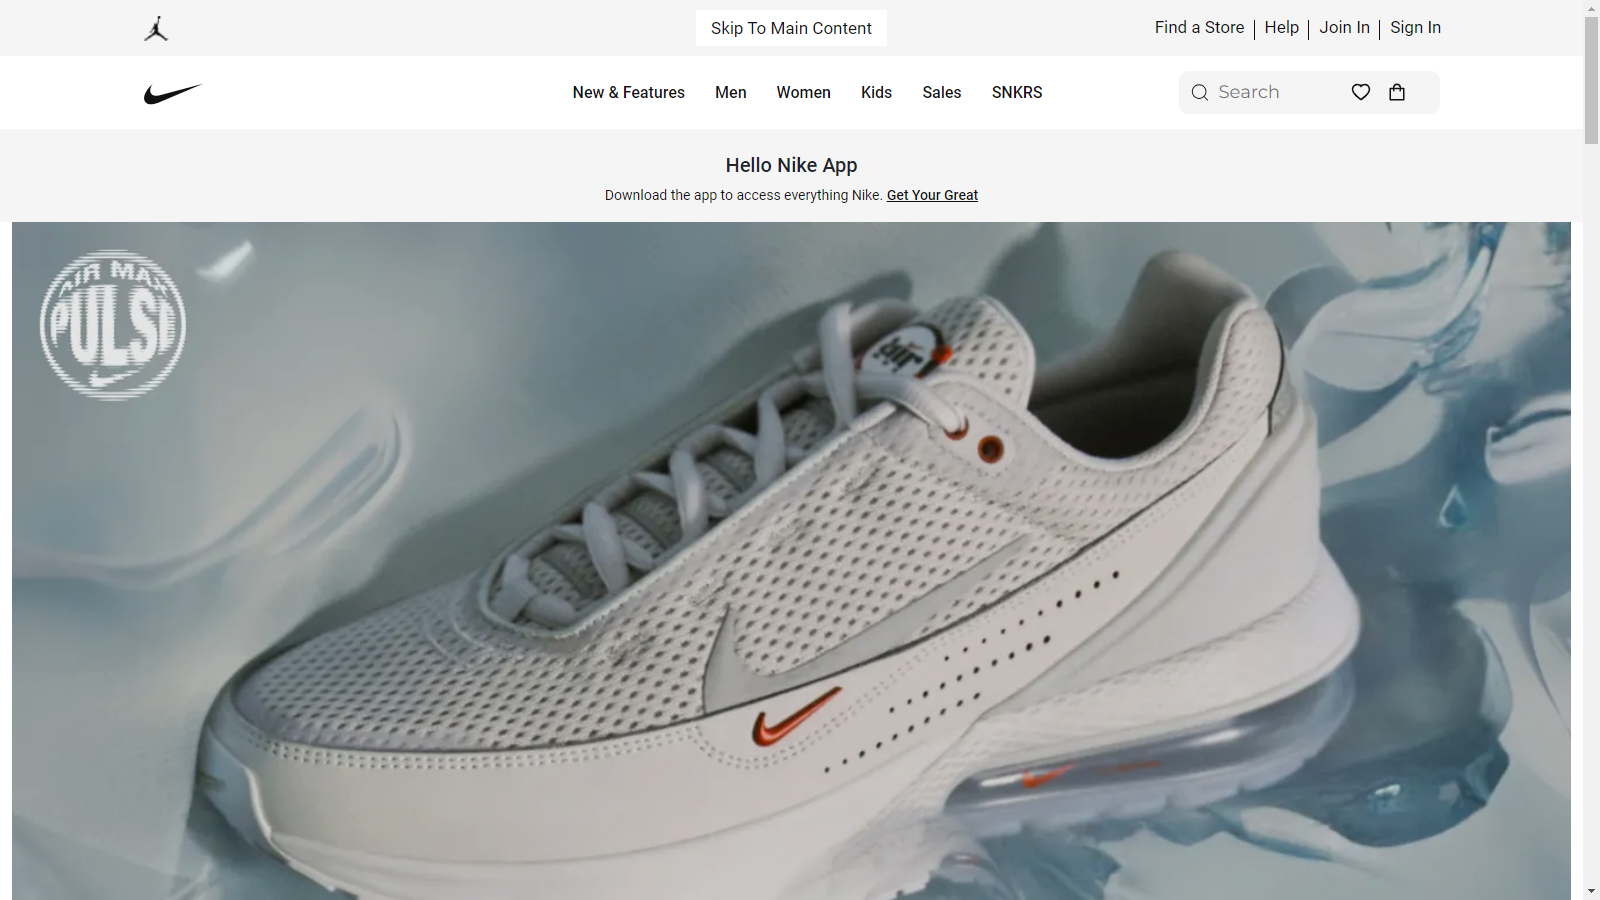 Skip To Main Content
Find a Store
Help
Join In
Sign In
New & Features
Men
Women
Kids
Sales
SNKRS
Search
Hello Nike App
Download the app to access everything Nike. Get Your Great
AIR MAX
PULSE
air